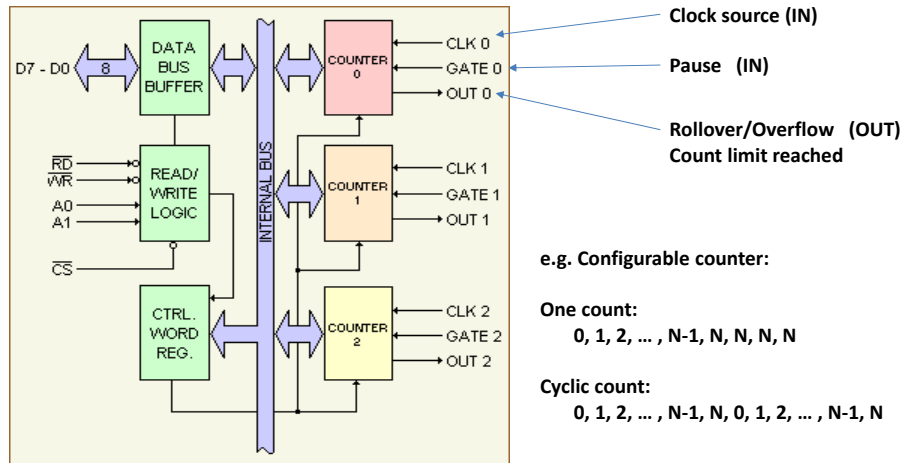 DATA
BUS
BUFFER
D7 - D0
8
READ/
WRITE
LOGIC
RD
WR
A0
A1
CS
CTRL.
WORD
REG.
INTERNAL BUS
COUNTER
0
CLK 0
GATE 0
OUT 0
COUNTER
1
CLK 1
GATE 1
OUT 1
COUNTER
2
CLK 2
GATE 2
OUT 2
Clock source (IN)
Pause (IN)
Rollover/Overflow (OUT)
Count limit reached
e.g. Configurable counter:
One count:
0, 1, 2, … , N-1, N, N, N, N
Cyclic count:
0, 1, 2, … , N-1, N, 0, 1, 2, … , N-1, N